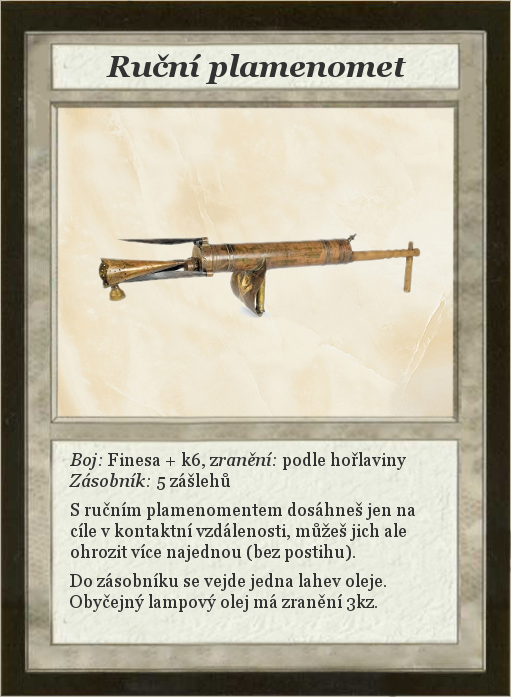 Ruční plamenomet
Boj: Finesa + k6, zranění: podle hořlaviny
Zásobník: 5 zášlehů
S ručním plamenomentem dosáhneš jen na
cíle v kontaktní vzdálenosti, můžeš jich ale
ohrozit více najednou (bez postihu).
Do zásobníku se vejde jedna lahev oleje.
Obyčejný lampový olej má zranění 3kz.